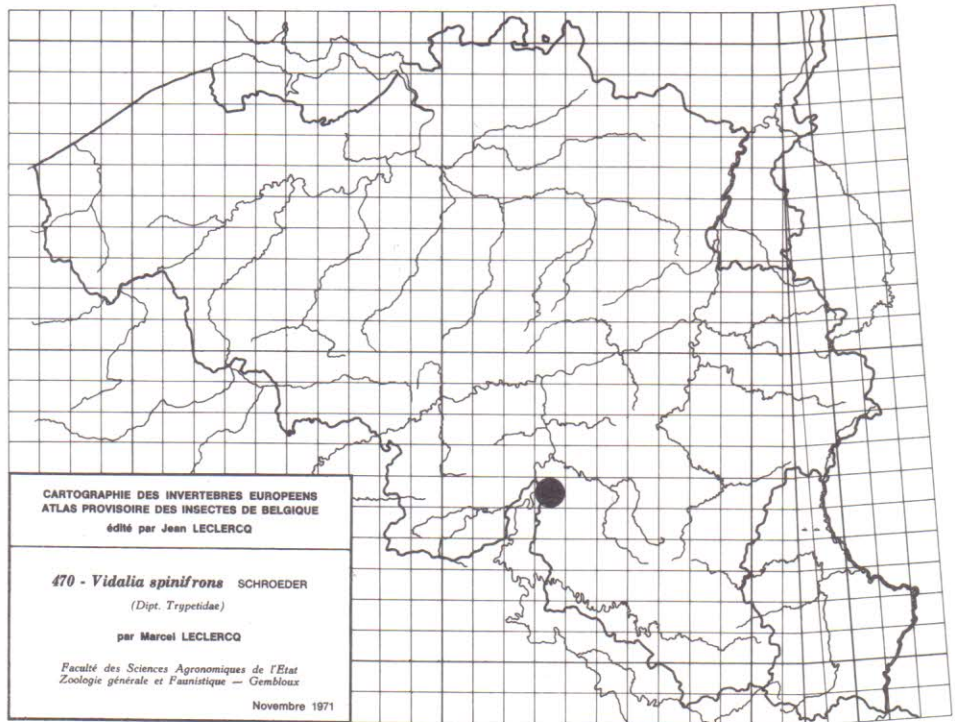 CARTOGRAPHIE DES INVERTEBRES EUROPEENS
ATLAS PROVISOIRE DES INSECTES DE BELGIQUE
édité par Jean LECLERCQ
470 - Vidalia spinifrons SCHROEDER
(Dipt. Trypetidae)
par Marcel LECLERCQ
Faculté des Sciences Agronomiques de l'Etat
Zoologie générale et Faunistique — Gembloux
Novembre 1971